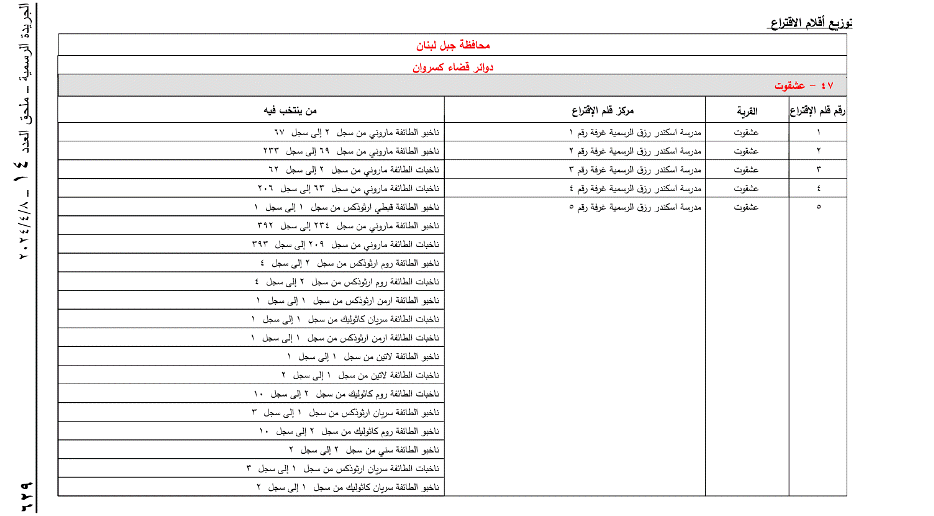 الجريدة الرسمية – ملحق العدد ١٤ – ٢٠٢٤/٤/٨
توزيع أقلام الاقتراع
محافظة جبل لبنان
دوائر قضاء كسروان
٤٧ - عشقوت
رقم قلم الإقتراع القرية مركز قلم الإقتراع من ينتخب فيه
١ عشقوت مدرسة اسكندر رزق الرسمية غرفة رقم ١ ناخبو الطائفة ماروني من سجل ٢ إلى سجل ٦٧
٢ عشقوت مدرسة اسكندر رزق الرسمية غرفة رقم ٢ ناخبو الطائفة ماروني من سجل ٦٩ إلى سجل ٢٣٣
٣ عشقوت مدرسة اسكندر رزق الرسمية غرفة رقم ٣ ناخبات الطائفة ماروني من سجل ٢ إلى سجل ٦٢
٤ عشقوت مدرسة اسكندر رزق الرسمية غرفة رقم ٤ ناخبات الطائفة ماروني من سجل ٦٣ إلى سجل ٢٠٦
٥ عشقوت مدرسة اسكندر رزق الرسمية غرفة رقم ٥ ناخبو الطائفة قبطي ارثوذكس من سجل ١ إلى سجل ١
ناخبو الطائفة ماروني من سجل ٢٣٤ إلى سجل ٣٩٢
ناخبات الطائفة ماروني من سجل ٢٠٩ إلى سجل ٣٩٣
ناخبو الطائفة روم ارثوذكس من سجل ٢ إلى سجل ٤
ناخبات الطائفة روم ارثوذكس من سجل ٢ إلى سجل ٤
ناخبو الطائفة ارمن ارثوذكس من سجل ١ إلى سجل ١
ناخبات الطائفة سريان كاثوليك من سجل ١ إلى سجل ١
ناخبات الطائفة ارمن ارثوذكس من سجل ١ إلى سجل ١
ناخبو الطائفة لاتين من سجل ١ إلى سجل ١
ناخبات الطائفة لاتين من سجل ١ إلى سجل ٢
ناخبات الطائفة روم كاثوليك من سجل ٢ إلى سجل ١٠
ناخبو الطائفة سريان ارثوذكس من سجل ١ إلى سجل ٣
ناخبو الطائفة روم كاثوليك من سجل ٢ إلى سجل ١٠
ناخبو الطائفة سني من سجل ٢ إلى سجل ٢
ناخبات الطائفة سريان ارثوذكس من سجل ١ إلى سجل ٣
ناخبو الطائفة سريان كاثوليك من سجل ١ إلى سجل ٢
٦٢٩